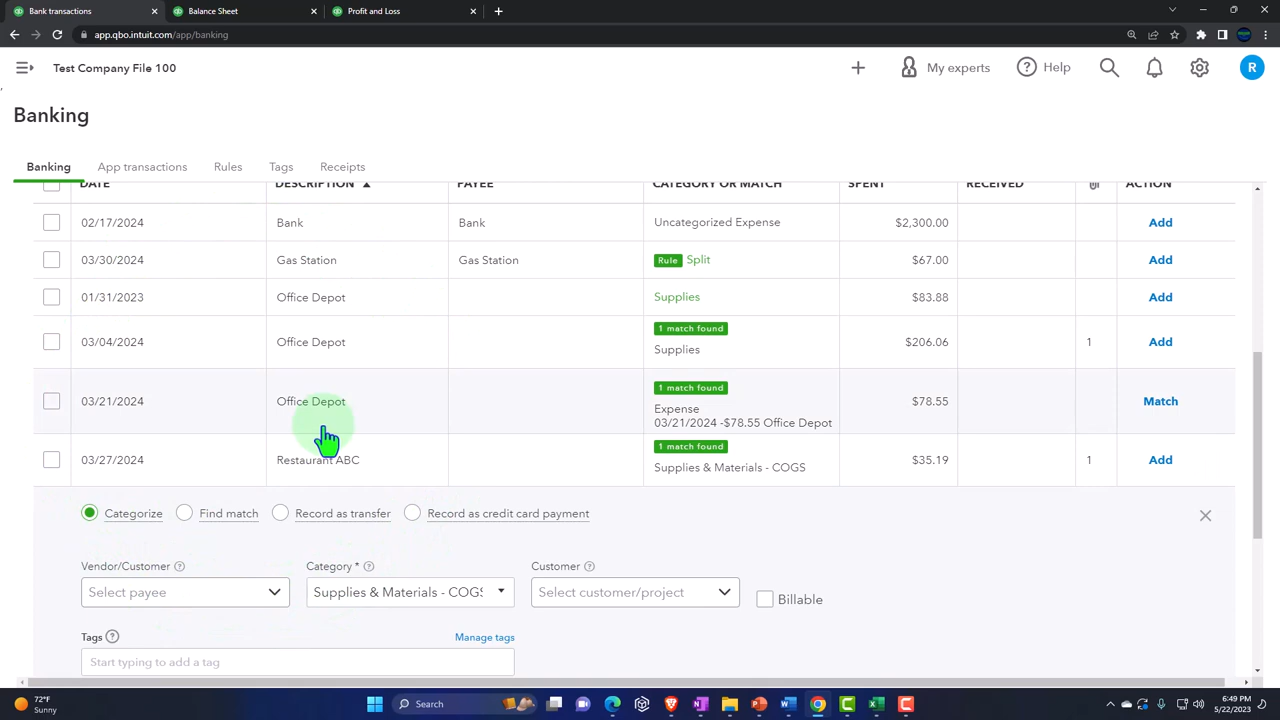 Bank transactions
Balance Sheet
Profit and Loss
app.qbo.intuit.com/app/banking
Test Company File 100
My experts
Help
R
Banking
Banking App transactions Rules Tags Receipts
DATE DESCRIPTION PAYEE CATEGORY OR MATCH SPENT RECEIVED ACTION
02/17/2024 Bank Bank Uncategorized Expense $2,300.00 Add
03/30/2024 Gas Station Gas Station Rule Split $67.00 Add
01/31/2023 Office Depot Supplies $83.88 Add
1 match found
03/04/2024 Office Depot Supplies $206.06 1 Add
1 match found
03/21/2024 Office Depot Expense $78.55 Match
03/21/2024 -$78.55 Office Depot
1 match found
03/27/2024 Restaurant ABC Supplies & Materials - COGS $35.19 1 Add
Categorize Find match Record as transfer Record as credit card payment
Vendor/Customer Category * Customer
Select payee Supplies & Materials - COGS Select customer/project Billable
Tags Manage tags
Start typing to add a tag
72°F
Sunny
Search
6:49 PM
5/22/2023